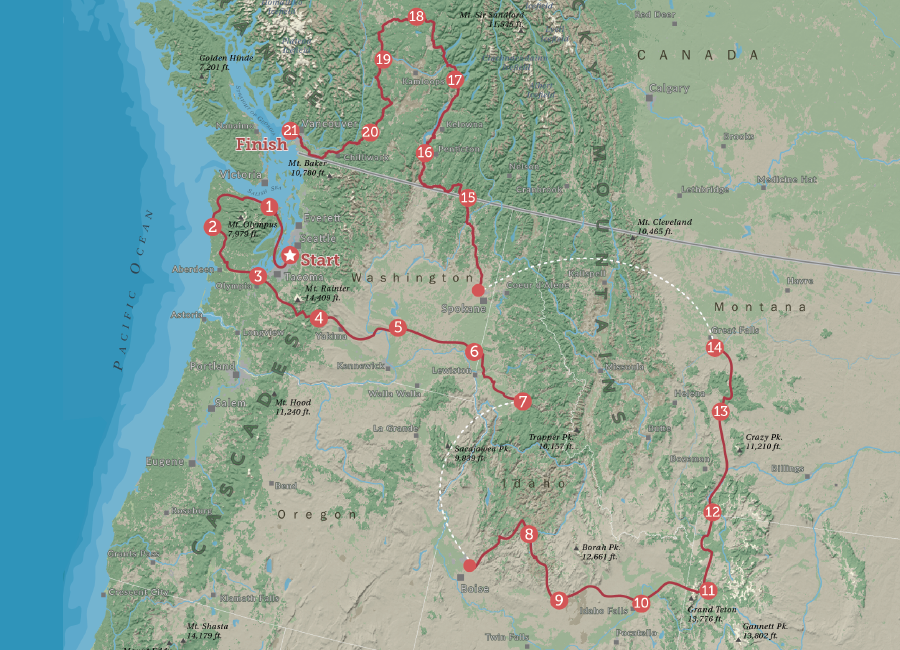 18
Mt. Sir Sandford
11,545 ft.
Red Deer
Golden Hinde
7,201 ft.
19
CANADA
Kamloops
17
Calgary
Nanaimo
21
Vancouver
20
Kelowna
Brooks
Finish
Chilliwack
16
Penticton
Mt. Baker
10,780 ft.
Nelson
Victoria
Salish Sea
Cranbrook
Lethbridge
Medicine Hat
15
1
2
Mt. Olympus
7,979 ft.
Everett
Seattle
Mt. Cleveland
10,465 ft.
PACIFIC OCEAN
Start
Aberdeen
3
Olympia
Tacoma
Washington
Coeur d'Alene
Kalispell
Havre
Montana
Mt. Rainier
14,409 ft.
Spokane
Astoria
4
Yakima
5
Great Falls
14
Longview
6
Portland
Kennewick
Lewiston
Missoula
Walla Walla
7
Helena
Salem
Mt. Hood
11,240 ft.
13
La Grande
Butte
Sacajawea Pk.
9,839 ft.
Trapper Pk.
10,157 ft.
Crazy Pk.
11,210 ft.
Eugene
Bozeman
Billings
Bend
Idaho
CASCADES
MOUNTAINS
Roseburg
Oregon
12
8
Grants Pass
Borah Pk.
12,661 ft.
Boise
Crescent City
Klamath Falls
9
Idaho Falls
10
11
Grand Teton
13,776 ft.
Mt. Shasta
14,179 ft.
Twin Falls
Pocatello
Gannett Pk.
13,802 ft.